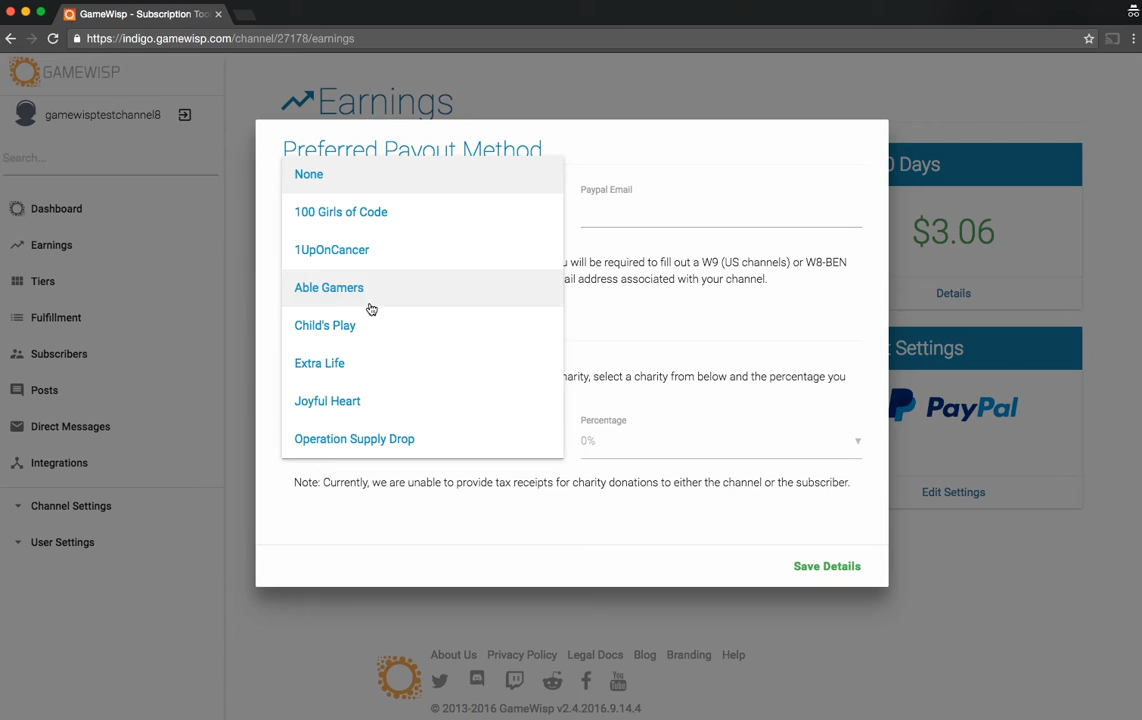 GameWisp - Subscription Too
https://indigo.gamewisp.com/channel/27178/earnings
GAMEWISP
gamewisptestchannel8
Search...
Dashboard
Earnings
Tiers
Fulfillment
Subscribers
Posts
Direct Messages
Integrations
Channel Settings
User Settings
Earnings
Preferred Payout Method
None
100 Girls of Code
1UpOnCancer
Able Gamers
Child's Play
Extra Life
Joyful Heart
Operation Supply Drop
Paypal Email
will be required to fill out a W9 (US channels) or W8-BEN
address associated with your channel.
select a charity from below and the percentage you
Percentage
0%
Note: Currently, we are unable to provide tax receipts for charity donations to either the channel or the subscriber.
Save Details
Days
$3.06
Details
Settings
PayPal
Edit Settings
About Us Privacy Policy Legal Docs Blog Branding Help
You
Tube
© 2013-2016 GameWisp v2.4.2016.9.14.4